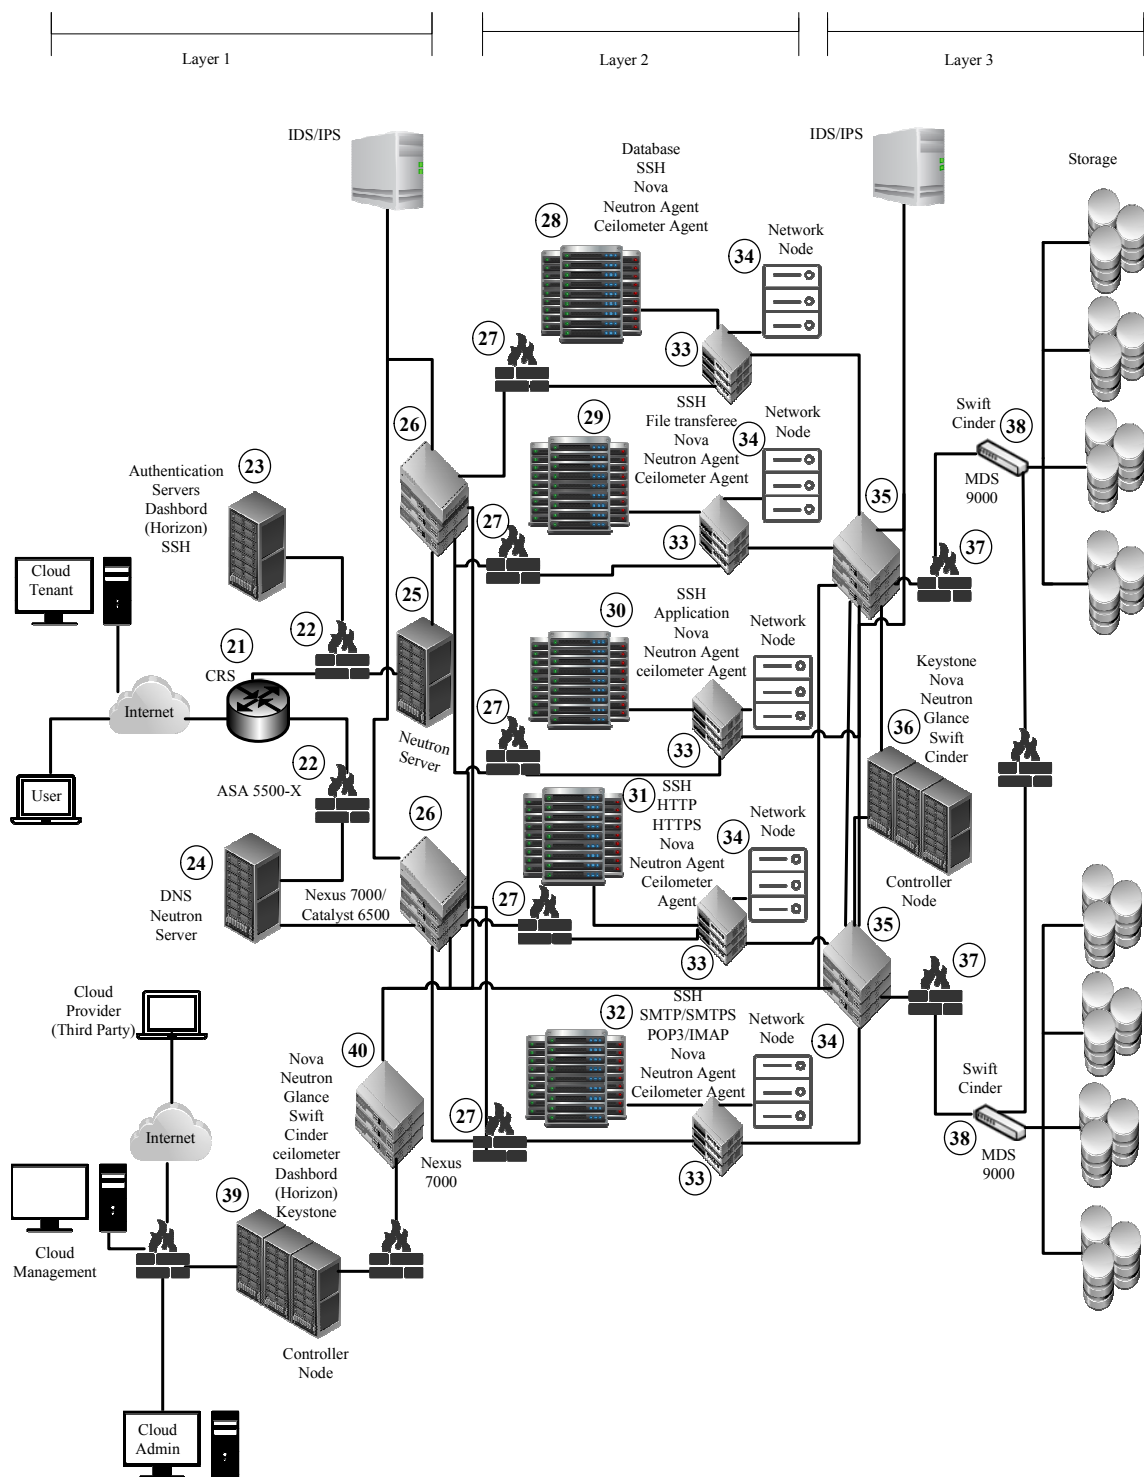 Layer 1
Layer 2
Layer 3
IDS/IPS
IDS/IPS
Storage
Database
SSH
Nova
Neutron Agent
Ceilometer Agent
28
34
Network
Node
27
33
26
29
SSH
File transferee
Nova
Neutron Agent
Ceilometer Agent
34
Network
Node
Swift
Cinder
38
MDS
9000
Authentication
Servers
Dashbord
(Horizon)
SSH
23
27
33
35
37
Cloud
Tenant
22
25
30
SSH
Application
Nova
Neutron Agent
ceilometer Agent
Network
Node
21
CRS
Internet
27
33
Neutron
Server
Keystone
Nova
Neutron
Glance
Swift
Cinder
36
User
22
ASA 5500-X
26
31
SSH
HTTP
HTTPS
Nova
Neutron Agent
Ceilometer
Agent
34
Network
Node
Controller
Node
24
DNS
Neutron
Server
Nexus 7000/
Catalyst 6500
27
33
35
37
Cloud
Provider
(Third Party)
40
32
SSH
SMTP/SMTPS
POP3/IMAP
Nova
Neutron Agent
Ceilometer Agent
Network
Node
34
Swift
Cinder
38
MDS
9000
Internet
Nova
Neutron
Glance
Swift
Cinder
ceilometer
Dashbord
(Horizon)
Keystone
27
33
Nexus
7000
39
Cloud
Management
Controller
Node
Cloud
Admin